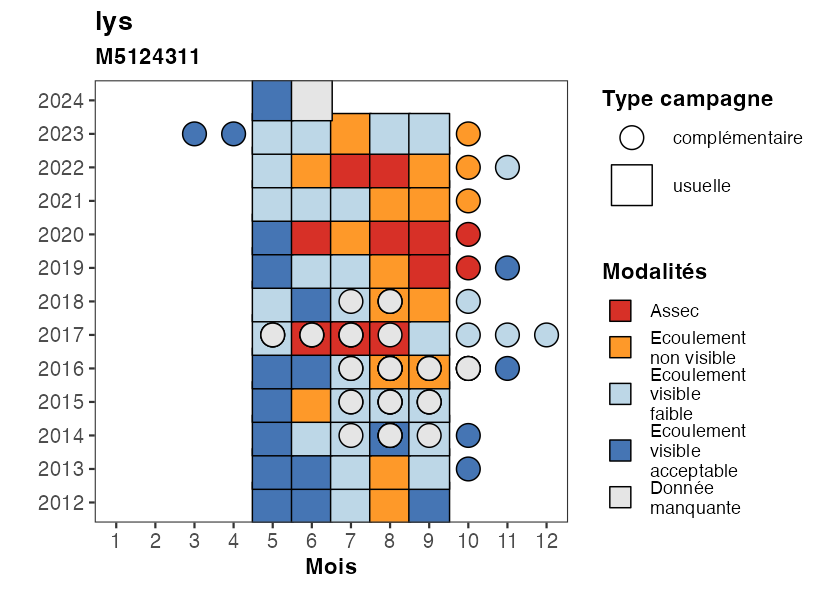 lys
M5124311
2024
2023
2022
2021
2020
2019
2018
2017
2016
2015
2014
2013
2012
1 2 3 4 5 6 7 8 9 10 11 12
Mois
Type campagne
complémentaire
usuelle
Modalités
Assec
Ecoulement
non visible
Ecoulement
visible
faible
Ecoulement
visible
acceptable
Donnée
manquante